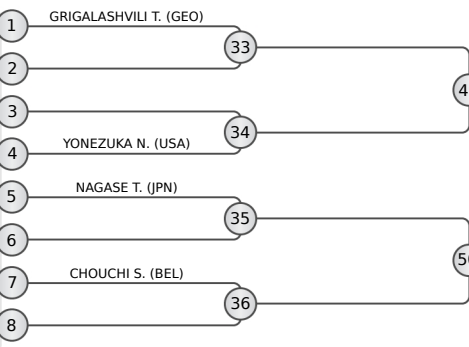 1 GRIGALASHVILI T. (GEO)
33
2
3
34
4 YONEZUKA N. (USA)
5 NAGASE T. (JPN)
35
6
7 CHOUCHI S. (BEL)
36
8